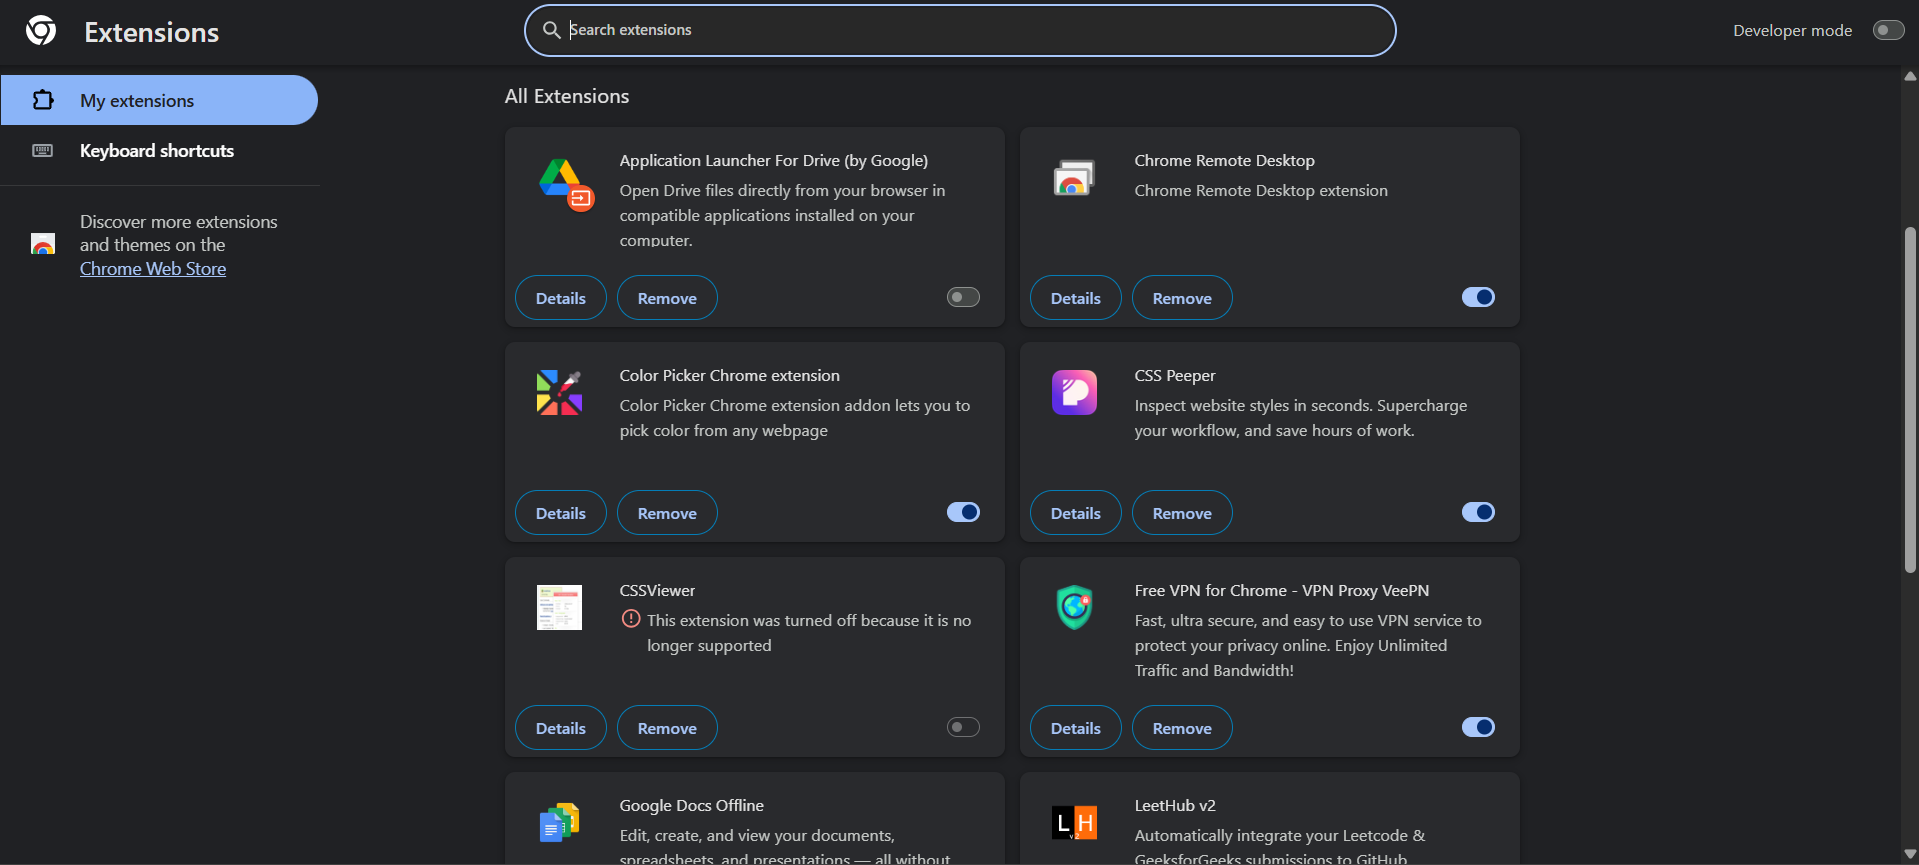 Extensions
Search extensions
Developer mode
My extensions
Keyboard shortcuts
Discover more extensions
and themes on the
Chrome Web Store
All Extensions
Application Launcher For Drive (by Google)
Open Drive files directly from your browser in
compatible applications installed on your
computer.
Details Remove
Chrome Remote Desktop
Chrome Remote Desktop extension
Details Remove
Color Picker Chrome extension
Color Picker Chrome extension addon lets you to
pick color from any webpage
Details Remove
CSS Peeper
Inspect website styles in seconds. Supercharge
your workflow, and save hours of work.
Details Remove
CSSViewer
This extension was turned off because it is no
longer supported
Details Remove
Free VPN for Chrome - VPN Proxy VeePN
Fast, ultra secure, and easy to use VPN service to
protect your privacy online. Enjoy Unlimited
Traffic and Bandwidth!
Details Remove
Google Docs Offline
Edit, create, and view your documents,
spreadsheets, and presentations — all without
LH
v2
LeetHub v2
Automatically integrate your Leetcode &
GeeksforGeeks submissions to GitHub